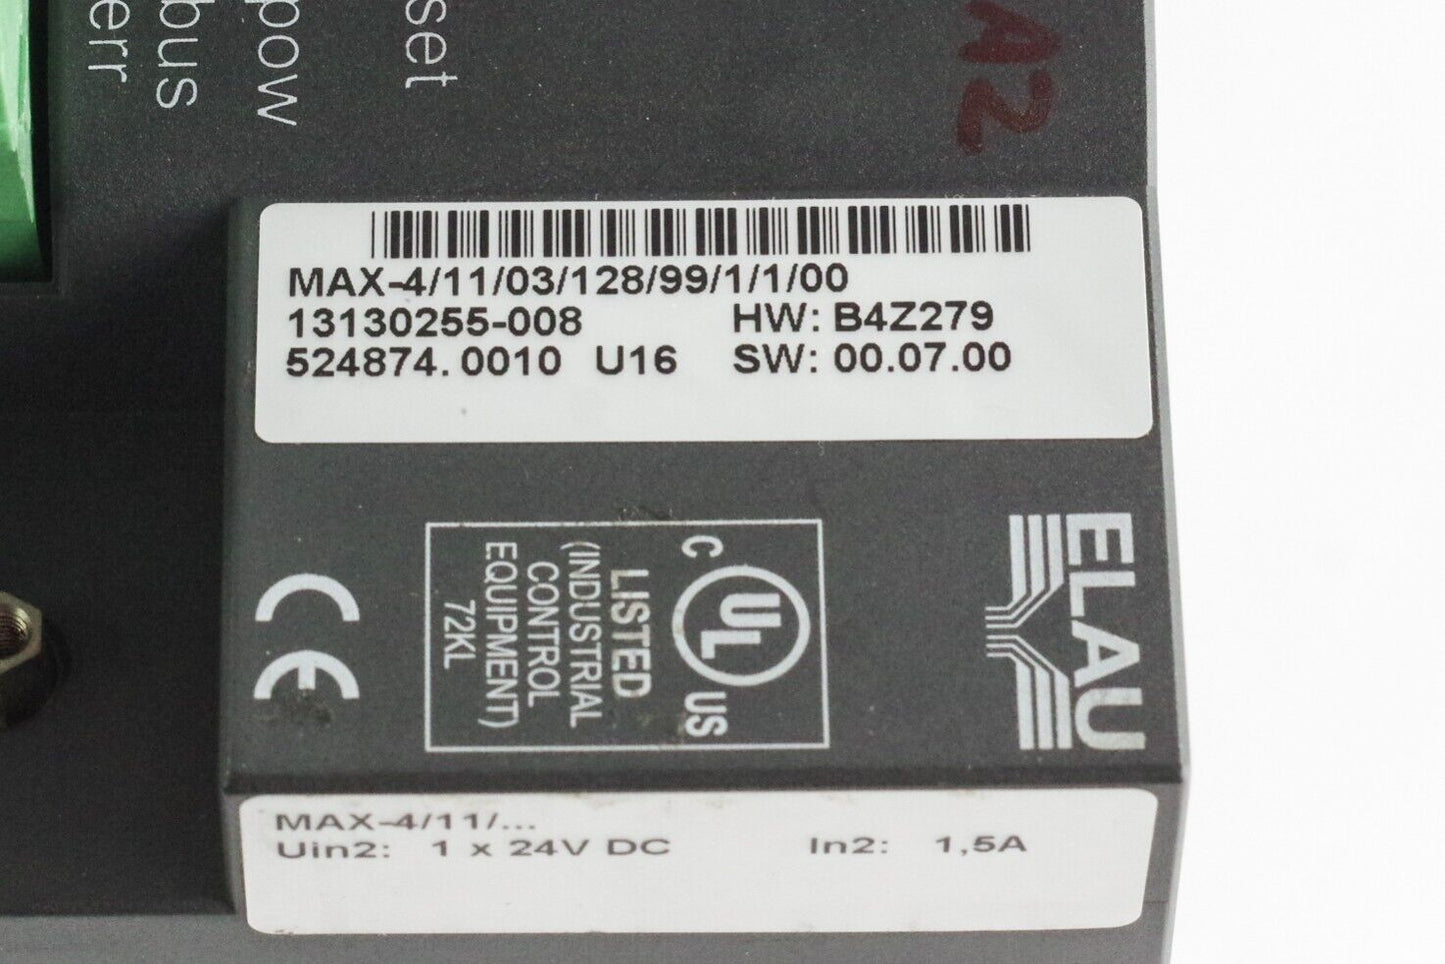 err
bus
pow
set
A2
MAX-4/11/03/128/99/1/1/00
13130255-008 HW: B4Z279
524874.0010 U16 SW: 00.07.00
ELAU
C UL US
LISTED
(INDUSTRIAL
CONTROL
EQUIPMENT)
72KL
CE
MAX-4/11/...
Uin2: 1 x 24V DC In2: 1,5A